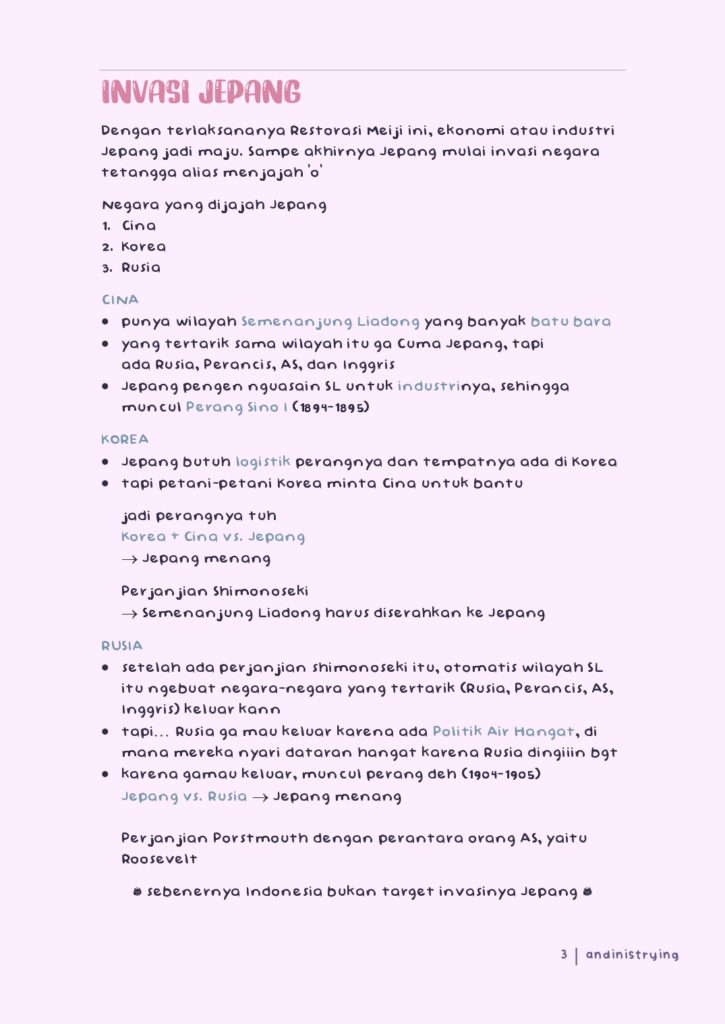 INVASI JEPANG
Dengan terlaksananya Restorasi Meiji ini, ekonomi atau industri
Jepang jadi maju. Sampe akhirnya Jepang mulai invasi negara
tetangga alias menjajah 'o'
Negara yang dijajah Jepang
1. Cina
2. Korea
3. Rusia
CINA
• punya wilayah Semenanjung Liadong yang banyak batu bara
• yang tertarik sama wilayah itu ga Cuma Jepang, tapi
ada Rusia, Perancis, AS, dan Inggris
• Jepang pengen nguasain SL untuk industrinya, sehingga
muncul Perang Sino I (1894-1895)
KOREA
• Jepang butuh logistik perangnya dan tempatnya ada di Korea
• tapi petani-petani Korea minta Cina untuk bantu
jadi perangnya tuh
Korea + Cina vs. Jepang
→ Jepang menang
Perjanjian Shimonoseki
→ Semenanjung Liadong harus diserahkan ke Jepang
RUSIA
• setelah ada perjanjian shimonoseki itu, otomatis wilayah SL
itu ngebuat negara-negara yang tertarik (Rusia, Perancis, AS,
Inggris) keluar kann
• tapi... Rusia ga mau keluar karena ada Politik Air Hangat, di
mana mereka nyari dataran hangat karena Rusia dingiiin bgt
• karena gamau keluar, muncul perang deh (1904-1905)
Jepang vs. Rusia → Jepang menang
Perjanjian Porstmouth dengan perantara orang AS, yaitu
Roosevelt
sebenernya Indonesia bukan target invasinya Jepang
3 | andinistrying